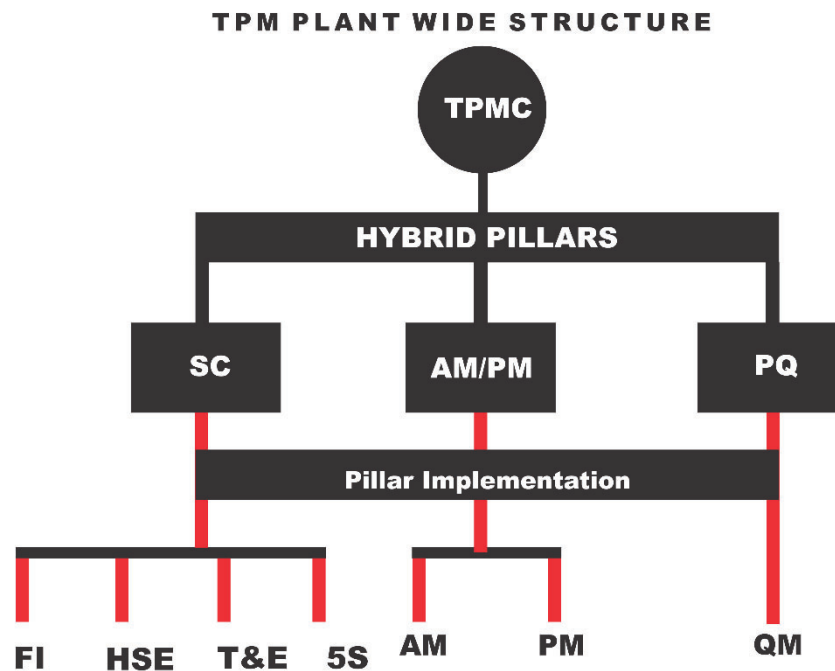 TPM PLANT WIDE STRUCTURE
TPMC
HYBRID PILLARS
SC
AM/PM
PQ
Pillar Implementation
FI
HSE
T&E
5S
AM
PM
QM